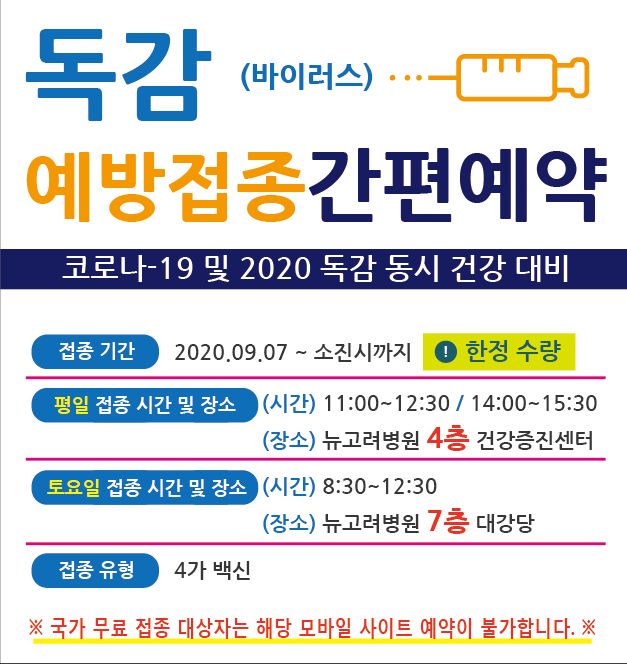 독감 (바이러스)
예방접종간편예약
코로나-19 및 2020 독감 동시 건강 대비
접종 기간 2020.09.07 ~ 소진시까지 ! 한정 수량
평일 접종 시간 및 장소 (시간) 11:00~12:30 / 14:00~15:30
(장소) 뉴고려병원 4층 건강증진센터
토요일 접종 시간 및 장소 (시간) 8:30~12:30
(장소) 뉴고려병원 7층 대강당
접종 유형 4가 백신
※ 국가 무료 접종 대상자는 해당 모바일 사이트 예약이 불가합니다. ※